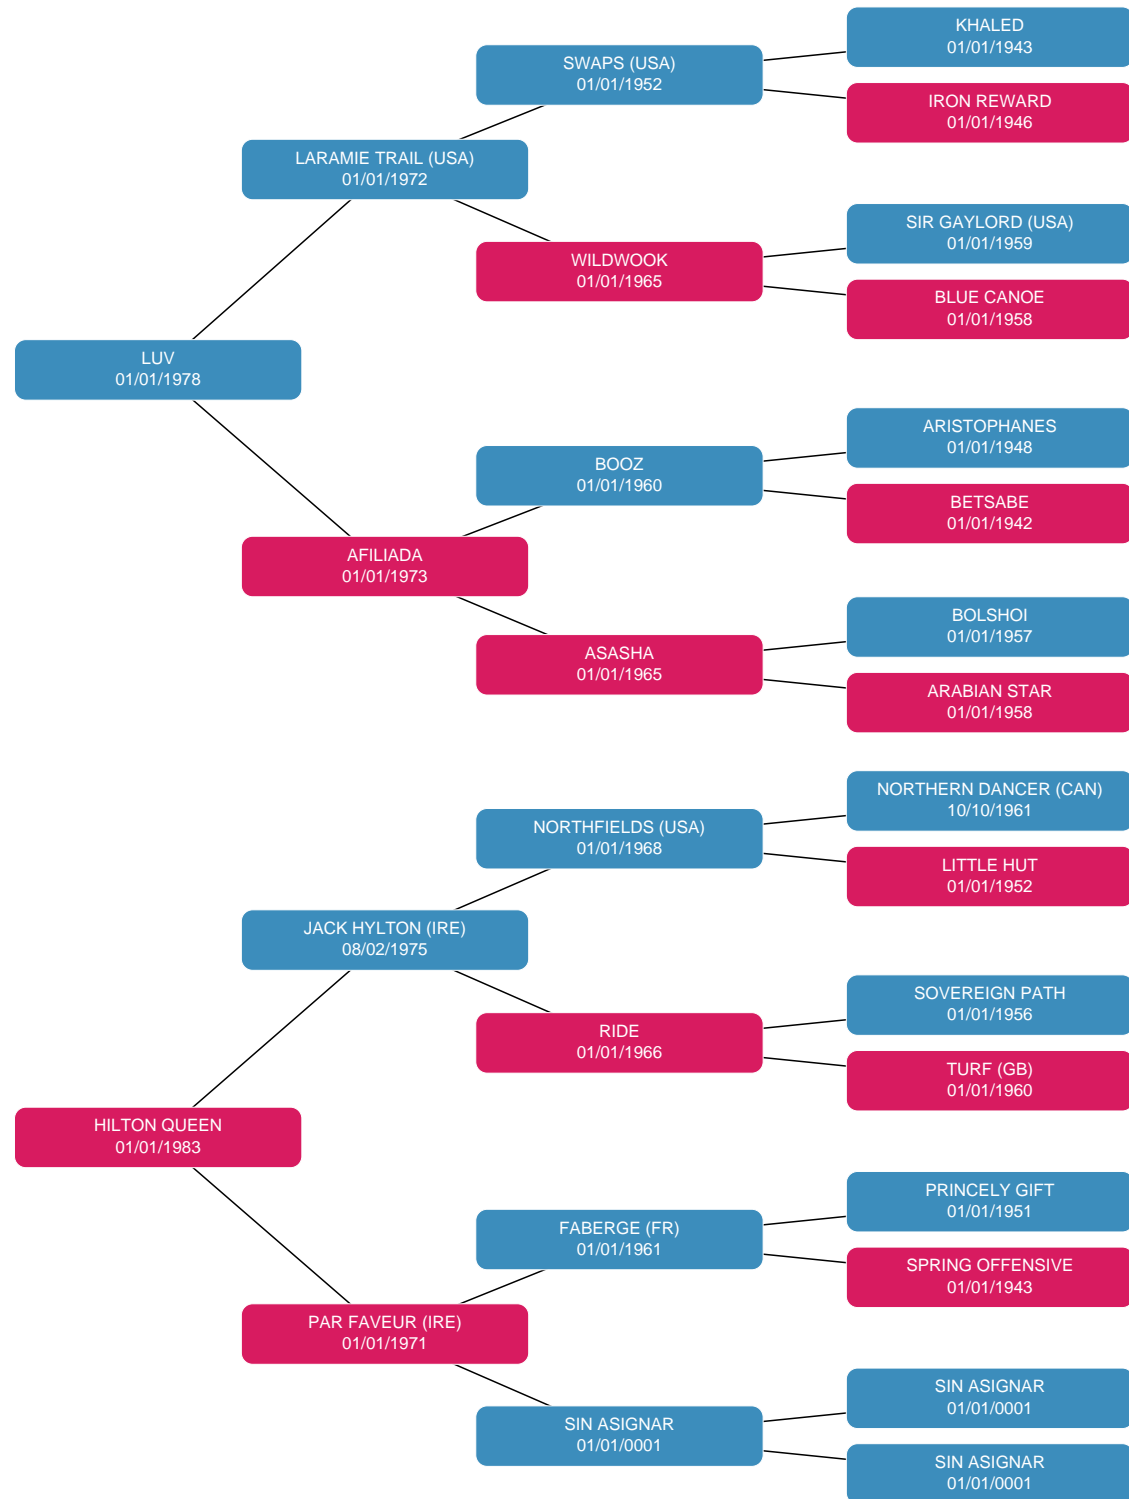 KHALED
01/01/1943
SWAPS (USA)
01/01/1952
IRON REWARD
01/01/1946
LARAMIE TRAIL (USA)
01/01/1972
SIR GAYLORD (USA)
01/01/1959
WILDWOOK
01/01/1965
BLUE CANOE
01/01/1958
LUV
01/01/1978
ARISTOPHANES
01/01/1948
BOOZ
01/01/1960
BETSABE
01/01/1942
AFILIADA
01/01/1973
BOLSHOI
01/01/1957
ASASHA
01/01/1965
ARABIAN STAR
01/01/1958
NORTHERN DANCER (CAN)
10/10/1961
NORTHFIELDS (USA)
01/01/1968
LITTLE HUT
01/01/1952
JACK HYLTON (IRE)
08/02/1975
SOVEREIGN PATH
01/01/1956
RIDE
01/01/1966
TURF (GB)
01/01/1960
HILTON QUEEN
01/01/1983
PRINCELY GIFT
01/01/1951
FABERGE (FR)
01/01/1961
SPRING OFFENSIVE
01/01/1943
PAR FAVEUR (IRE)
01/01/1971
SIN ASIGNAR
01/01/0001
SIN ASIGNAR
01/01/0001
SIN ASIGNAR
01/01/0001